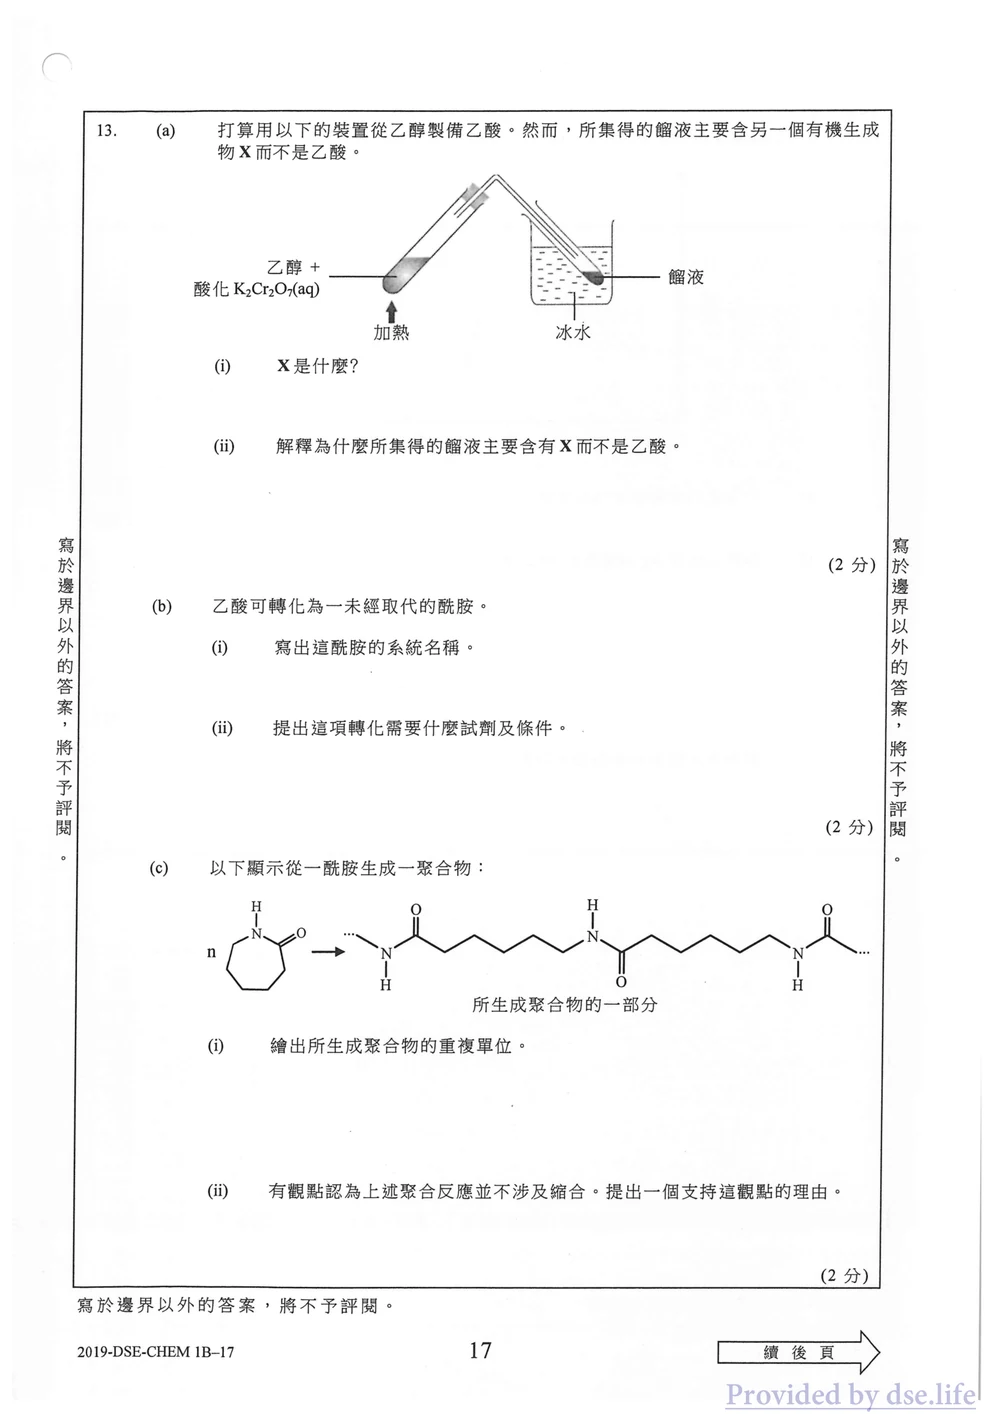 13. (a) 打算用以下的裝置從乙醇製備乙酸。然而，所集得的餾液主要含另一個有機生成
物 X 而不是乙酸。
乙醇 +
酸化 K₂Cr₂O₇(aq)
餾液
加熱
冰水
(i) X 是什麼?
(ii) 解釋為什麼所集得的餾液主要含有 X 而不是乙酸。
(2 分)
(b) 乙酸可轉化為一未經取代的酰胺。
(i) 寫出這酰胺的系統名稱。
(ii) 提出這項轉化需要什麼試劑及條件。
(2 分)
(c) 以下顯示從一酰胺生成一聚合物：
n
H
N
O
O
N
H
H
N
O
O
N
H
所生成聚合物的一部分
(i) 繪出所生成聚合物的重複單位。
(ii) 有觀點認為上述聚合反應並不涉及縮合。提出一個支持這觀點的理由。
(2 分)
寫於邊界以外的答案，將不予評閱。
寫於邊界以外的答案，將不予評閱。
寫於邊界以外的答案，將不予評閱。
2019-DSE-CHEM 1B–17
17
續後頁
Provided by dse.life